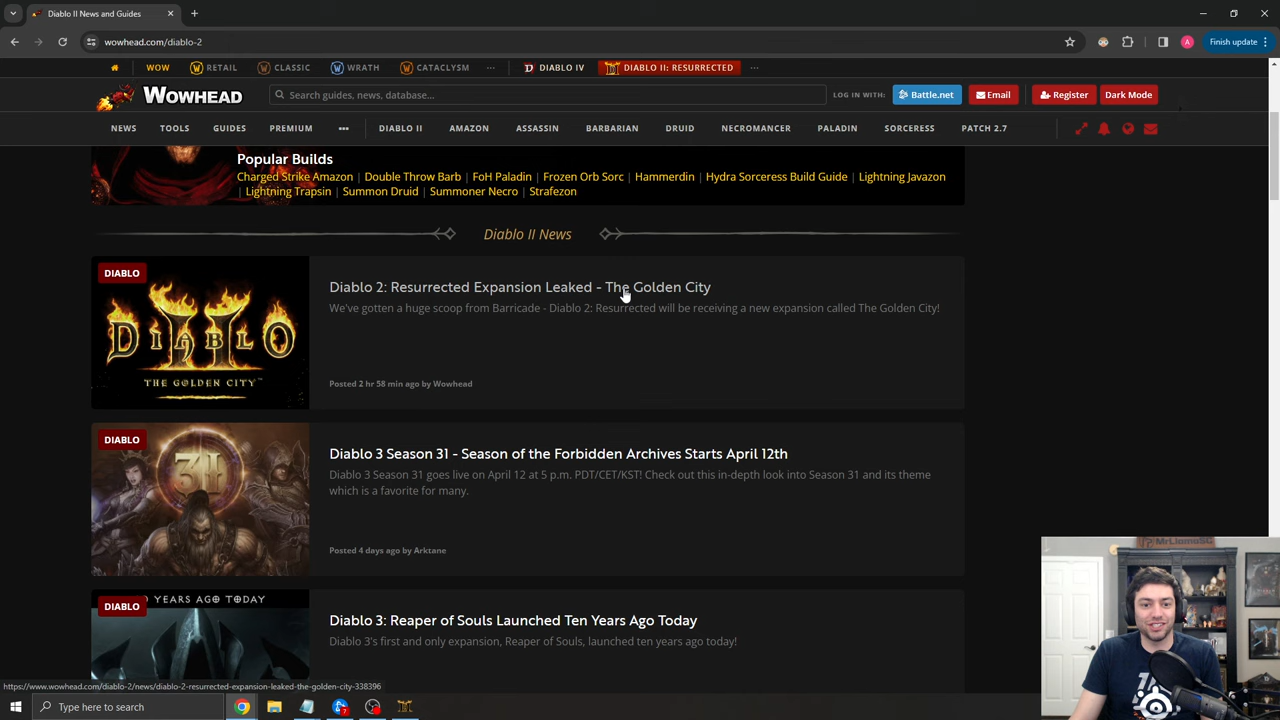 Diablo II News and Guides
wowhead.com/diablo-2
Finish update
WOW
RETAIL
CLASSIC
WRATH
CATACLYSM
DIABLO IV
DIABLO II: RESURRECTED
WOWHEAD
Search guides, news, database...
LOG IN WITH:
Battle.net
Email
Register
Dark Mode
NEWS
TOOLS
GUIDES
PREMIUM
DIABLO II
AMAZON
ASSASSIN
BARBARIAN
DRUID
NECROMANCER
PALADIN
SORCERESS
PATCH 2.7
Popular Builds
Charged Strike Amazon | Double Throw Barb | FoH Paladin | Frozen Orb Sorc | Hammerdin | Hydra Sorceress Build Guide | Lightning Javazon
| Lightning Trapsin | Summon Druid | Summoner Necro | Strafezon
Diablo II News
DIABLO
DIABLO
II
THE GOLDEN CITY™
Diablo 2: Resurrected Expansion Leaked - The Golden City
We've gotten a huge scoop from Barricade - Diablo 2: Resurrected will be receiving a new expansion called The Golden City!
Posted 2 hr 58 min ago by Wowhead
DIABLO
31
Diablo 3 Season 31 - Season of the Forbidden Archives Starts April 12th
Diablo 3 Season 31 goes live on April 12 at 5 p.m. PDT/CET/KST! Check out this in-depth look into Season 31 and its theme
which is a favorite for many.
Posted 4 days ago by Arktane
DIABLO
YEARS AGO TODAY
Diablo 3: Reaper of Souls Launched Ten Years Ago Today
Diablo 3's first and only expansion, Reaper of Souls, launched ten years ago today!
https://www.wowhead.com/diablo-2/news/diablo-2-resurrected-expansion-leaked-the-golden-city-338396
Type here to search
MrLlamaSC